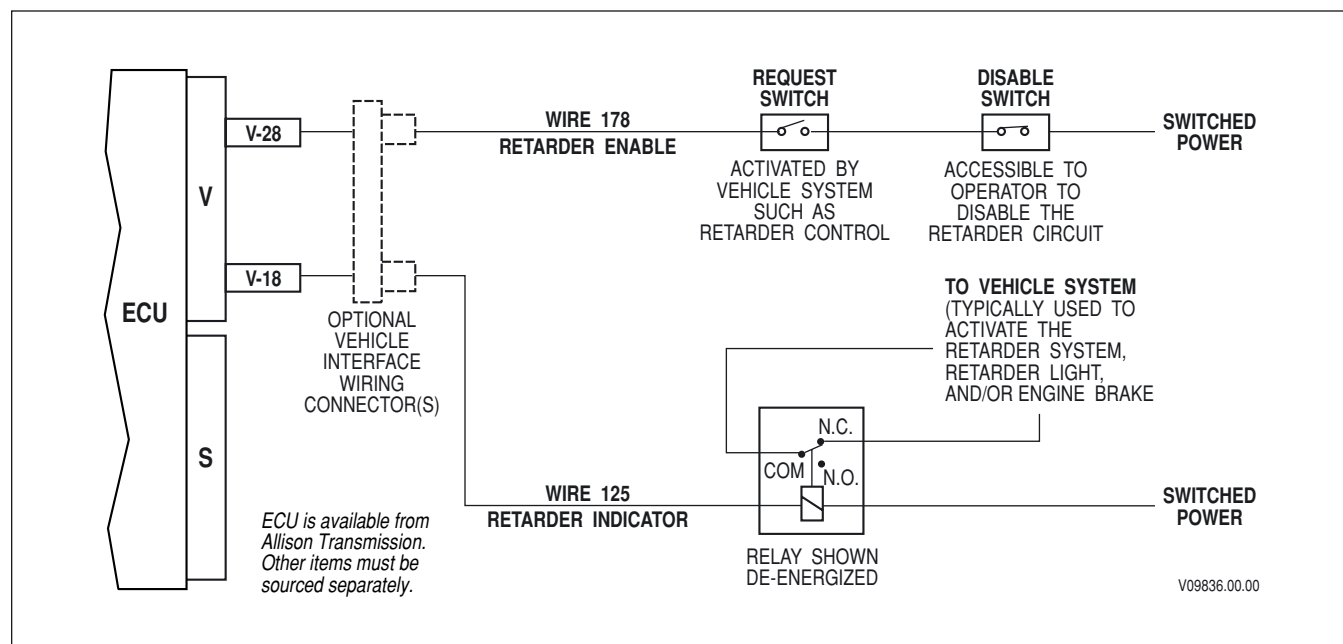 ECU
V
S
V-28
V-18
OPTIONAL
VEHICLE
INTERFACE
WIRING
CONNECTOR(S)
WIRE 178
RETARDER ENABLE
REQUEST
SWITCH
ACTIVATED BY
VEHICLE SYSTEM
SUCH AS
RETARDER CONTROL
DISABLE
SWITCH
ACCESSIBLE TO
OPERATOR TO
DISABLE THE
RETARDER CIRCUIT
SWITCHED
POWER
TO VEHICLE SYSTEM
(TYPICALLY USED TO
ACTIVATE THE
RETARDER SYSTEM,
RETARDER LIGHT,
AND/OR ENGINE BRAKE
N.C.
COM
N.O.
WIRE 125
RETARDER INDICATOR
SWITCHED
POWER
RELAY SHOWN
DE-ENERGIZED
ECU is available from
Allison Transmission.
Other items must be
sourced separately.
V09836.00.00